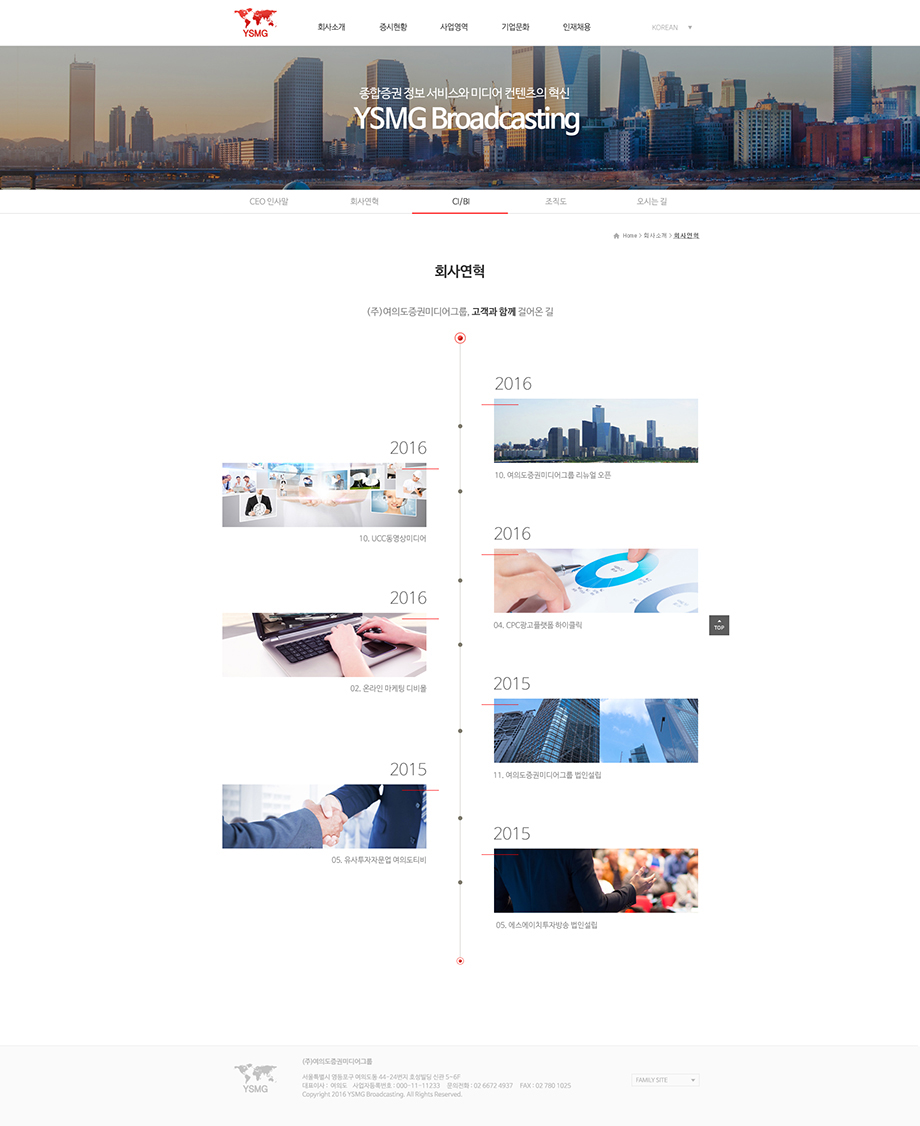 YSMG
회사소개
증시현황
사업영역
기업문화
인재채용
KOREAN
종합증권 정보 서비스와 미디어 컨텐츠의 혁신
YSMG Broadcasting
CEO 인사말
회사연혁
CI/BI
조직도
오시는 길
Home > 회사소개 > 회사연혁
회사연혁
(주)여의도증권미디어그룹, 고객과 함께 걸어온 길
2016
10. 여의도증권미디어그룹 리뉴얼 오픈
2016
10. UCC동영상미디어
2016
04. CPC광고플랫폼 하이클릭
2016
02. 온라인 마케팅 디비몰
TOP
2015
11. 여의도증권미디어그룹 법인설립
2015
05. 유사투자자문업 여의도티비
2015
05. 에스에이치투자방송 법인설립
YSMG
(주)여의도증권미디어그룹
서울특별시 영등포구 여의도동 44-24번지 효성빌딩 신관 5-6F
대표이사 : 여의도 사업자등록번호 : 000-11-11233 문의전화 : 02 6672 4937 FAX : 02 780 1025
Copyright 2016 YSMG Broadcasting. All Rights Reserved.
FAMILY SITE